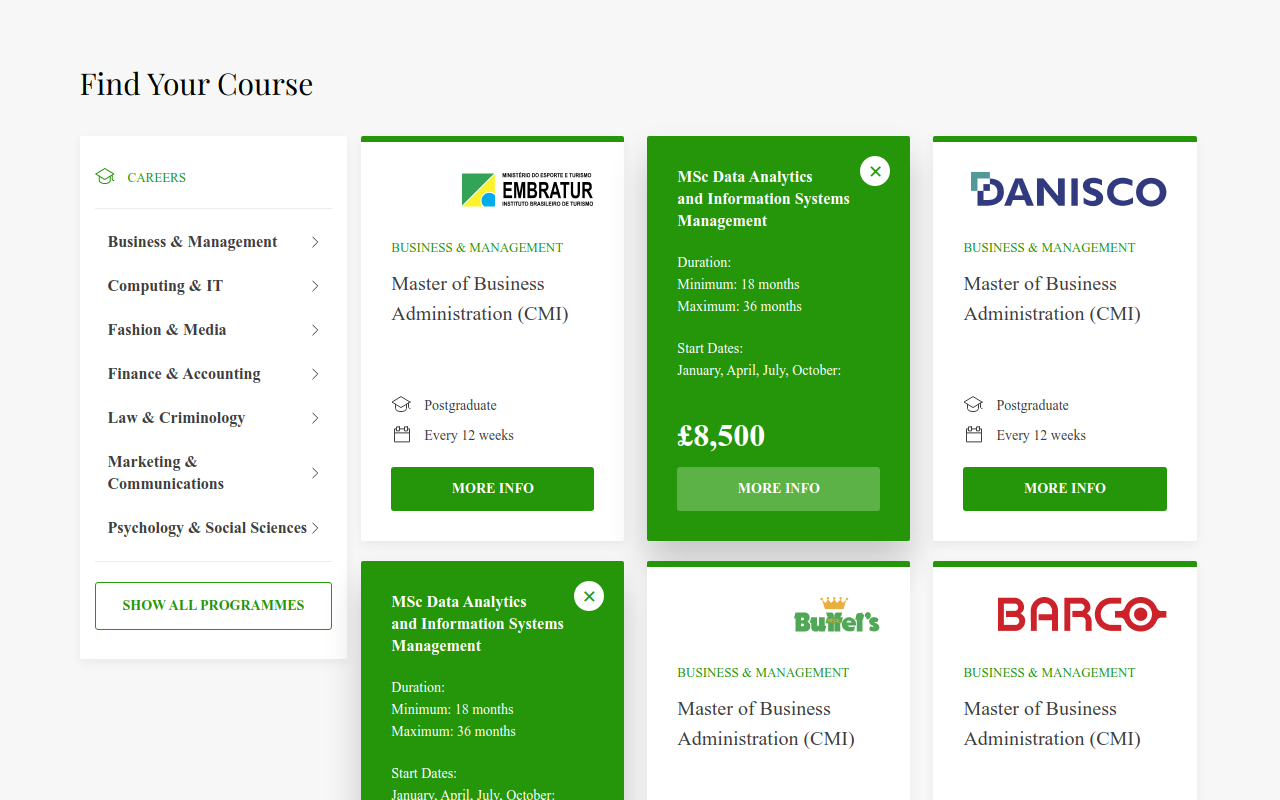 Find Your Course
CAREERS
Business & Management
Computing & IT
Fashion & Media
Finance & Accounting
Law & Criminology
Marketing &
Communications
Psychology & Social Sciences
SHOW ALL PROGRAMMES
MINISTÉRIO DO ESPORTE E TURISMO
EMBRATUR
INSTITUTO BRASILEIRO DE TURISMO
BUSINESS & MANAGEMENT
Master of Business
Administration (CMI)
Postgraduate
Every 12 weeks
MORE INFO
MSc Data Analytics
and Information Systems
Management
Duration:
Minimum: 18 months
Maximum: 36 months
Start Dates:
January, April, July, October:
£8,500
MORE INFO
DANISCO
BUSINESS & MANAGEMENT
Master of Business
Administration (CMI)
Postgraduate
Every 12 weeks
MORE INFO
MSc Data Analytics
and Information Systems
Management
Duration:
Minimum: 18 months
Maximum: 36 months
Start Dates:
January, April, July, October:
Buffet's
BUSINESS & MANAGEMENT
Master of Business
Administration (CMI)
BARCO
BUSINESS & MANAGEMENT
Master of Business
Administration (CMI)